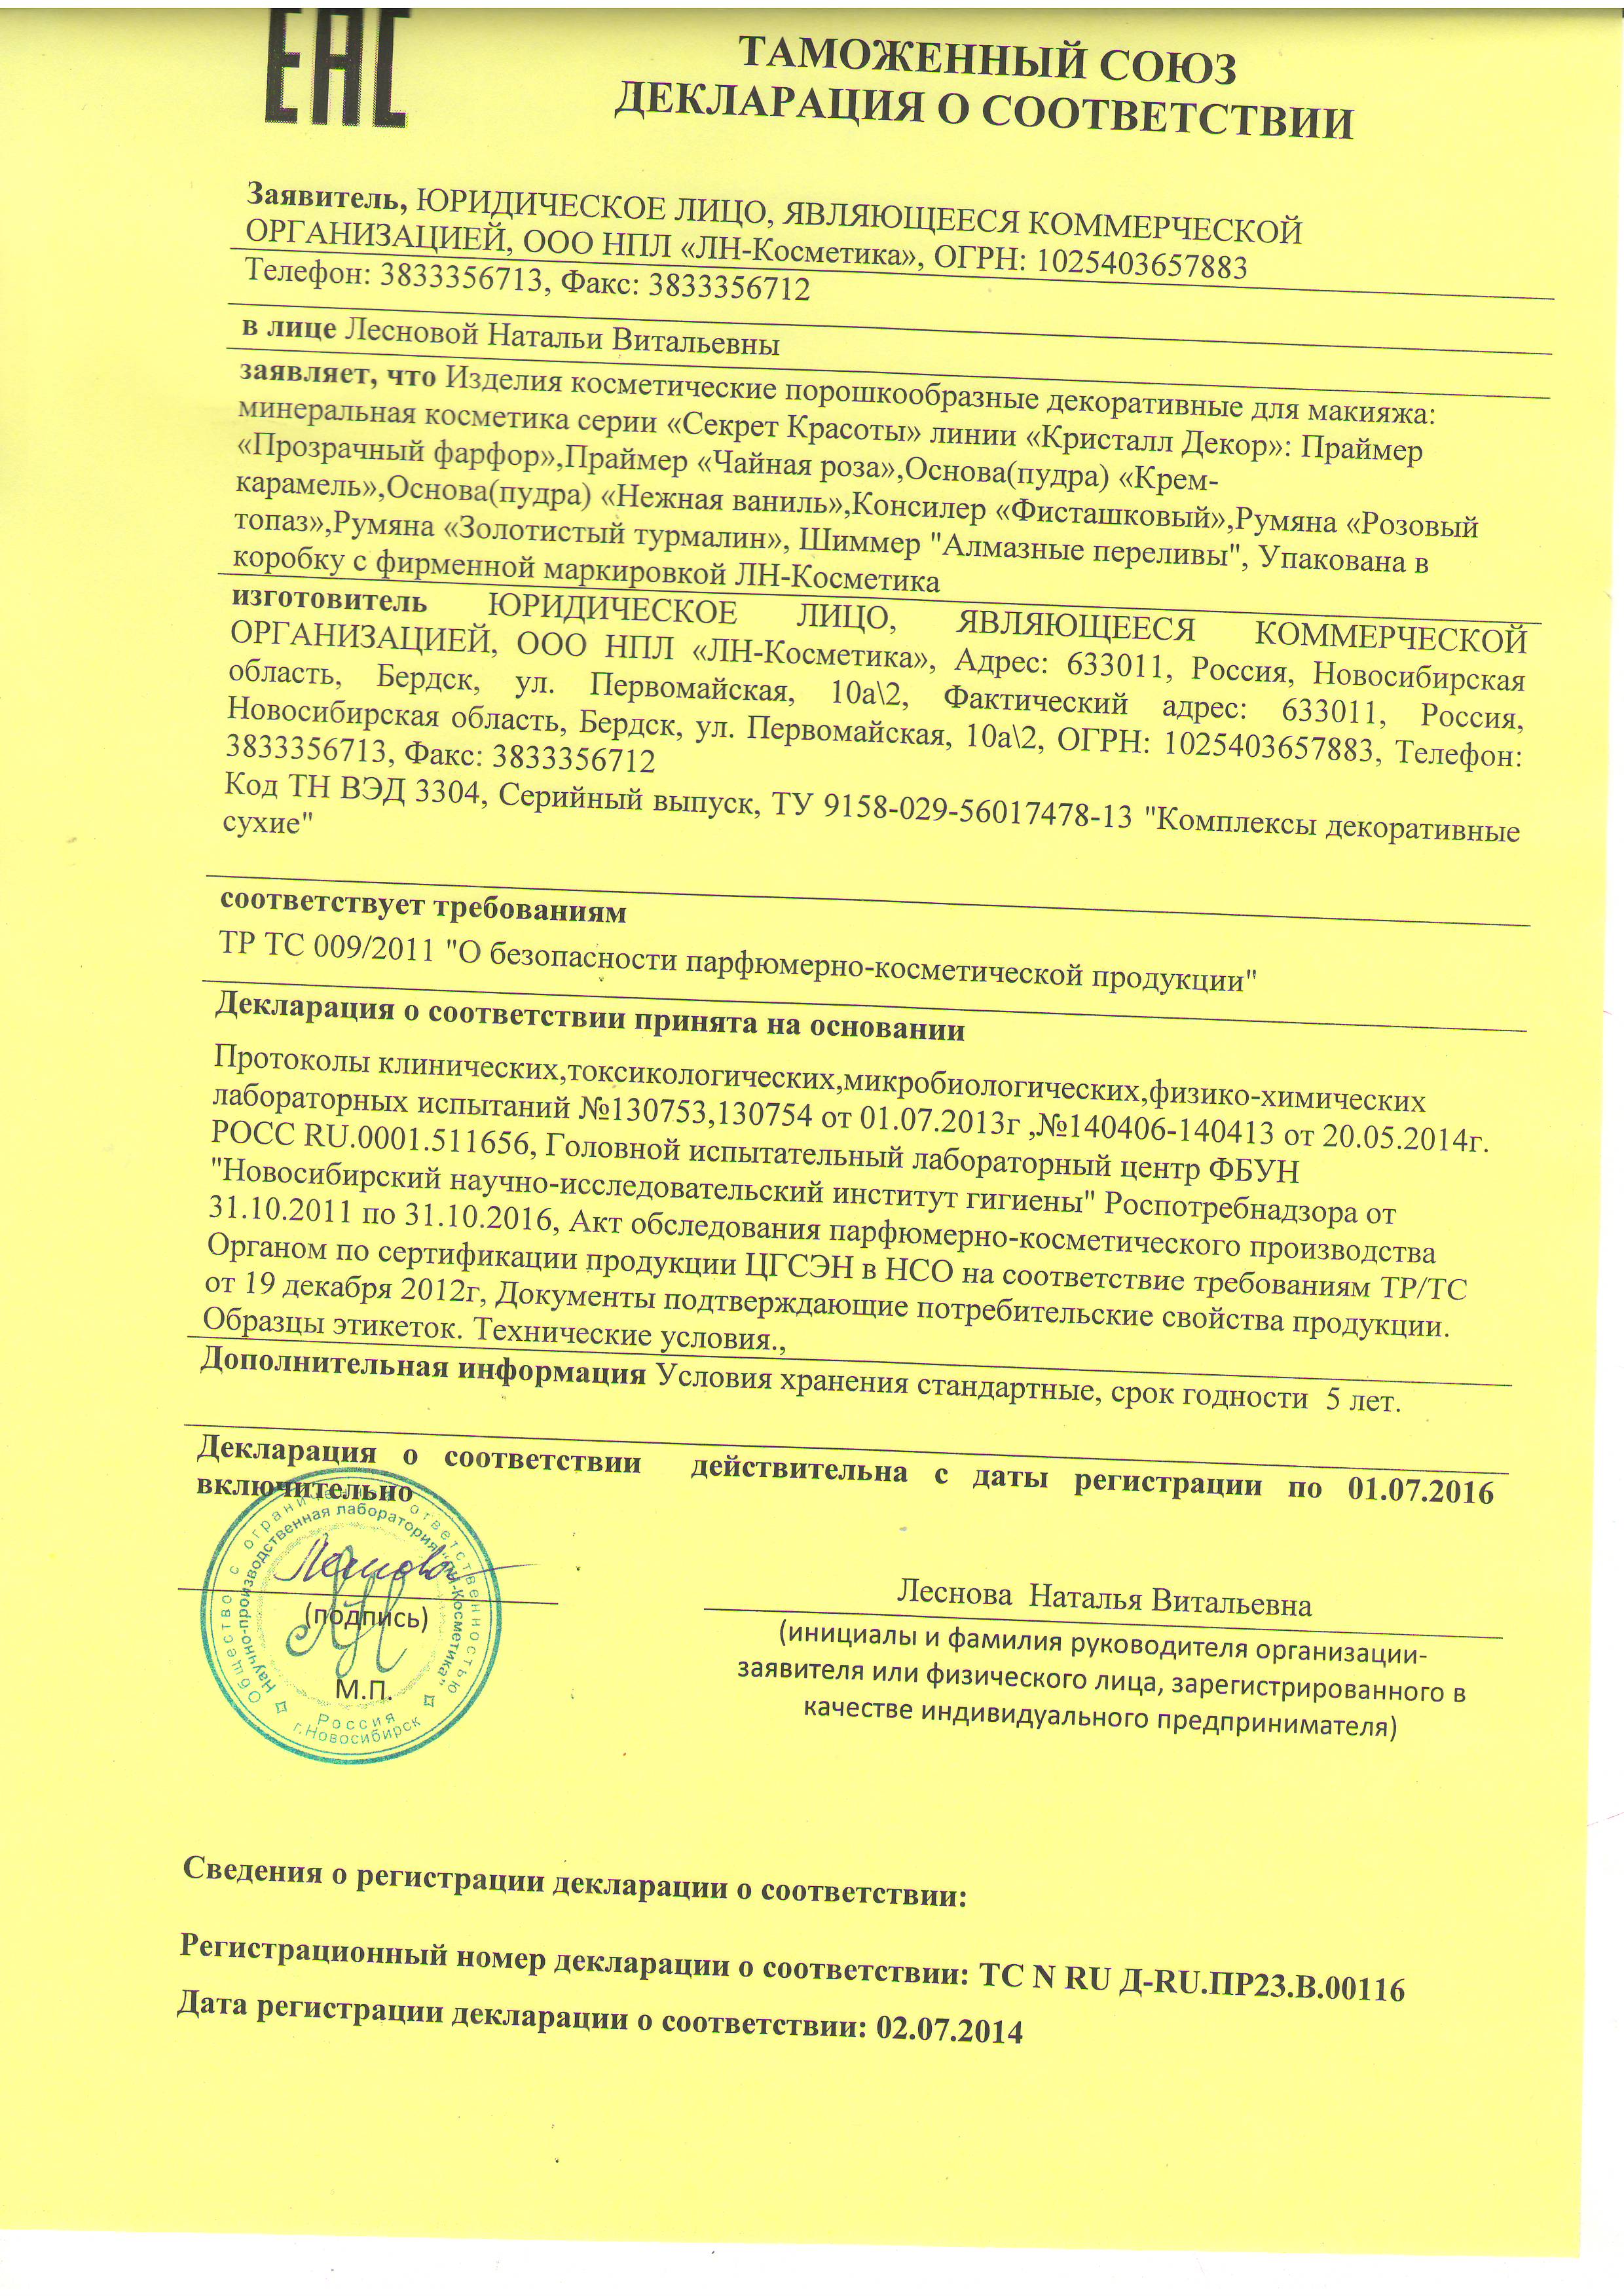 ЕАС
ТАМОЖЕННЫЙ СОЮЗ
ДЕКЛАРАЦИЯ О СООТВЕТСТВИИ
Заявитель, ЮРИДИЧЕСКОЕ ЛИЦО, ЯВЛЯЮЩЕЕСЯ КОММЕРЧЕСКОЙ
ОРГАНИЗАЦИЕЙ, ООО НПЛ «ЛН-Косметика», ОГРН: 1025403657883
Телефон: 3833356713, Факс: 3833356712
в лице Лесновой Натальи Витальевны
заявляет, что Изделия косметические порошкообразные декоративные для макияжа:
минеральная косметика серии «Секрет Красоты» линии «Кристалл Декор»: Праймер
«Прозрачный фарфор»,Праймер «Чайная роза»,Основа(пудра) «Крем-
карамель»,Основа(пудра) «Нежная ваниль»,Консилер «Фисташковый»,Румяна «Розовый
топаз»,Румяна «Золотистый турмалин», Шиммер "Алмазные переливы", Упакована в
коробку с фирменной маркировкой ЛН-Косметика
изготовитель ЮРИДИЧЕСКОЕ ЛИЦО, ЯВЛЯЮЩЕЕСЯ КОММЕРЧЕСКОЙ
ОРГАНИЗАЦИЕЙ, ООО НПЛ «ЛН-Косметика», Адрес: 633011, Россия, Новосибирская
область, Бердск, ул. Первомайская, 10а\2, Фактический адрес: 633011, Россия,
Новосибирская область, Бердск, ул. Первомайская, 10а\2, ОГРН: 1025403657883, Телефон:
3833356713, Факс: 3833356712
Код ТН ВЭД 3304, Серийный выпуск, ТУ 9158-029-56017478-13 "Комплексы декоративные
сухие"
соответствует требованиям
ТР ТС 009/2011 "О безопасности парфюмерно-косметической продукции"
Декларация о соответствии принята на основании
Протоколы клинических,токсикологических,микробиологических,физико-химических
лабораторных испытаний №130753,130754 от 01.07.2013г ,№140406-140413 от 20.05.2014г.
РОСС RU.0001.511656, Головной испытательный лабораторный центр ФБУН
"Новосибирский научно-исследовательский институт гигиены" Роспотребнадзора от
31.10.2011 по 31.10.2016, Акт обследования парфюмерно-косметического производства
Органом по сертификации продукции ЦГСЭН в НСО на соответствие требованиям ТР/ТС
от 19 декабря 2012г, Документы подтверждающие потребительские свойства продукции.
Образцы этикеток. Технические условия.,
Дополнительная информация Условия хранения стандартные, срок годности 5 лет.
Декларация о соответствии действительна с даты регистрации по 01.07.2016
включительно
Общество с ограниченной ответственностью
Научно-производственная лаборатория "ЛН-Косметика"
Россия
г.Новосибирск
Леснова
(подпись)
М.П.
Леснова Наталья Витальевна
(инициалы и фамилия руководителя организации-
заявителя или физического лица, зарегистрированного в
качестве индивидуального предпринимателя)
Сведения о регистрации декларации о соответствии:
Регистрационный номер декларации о соответствии: ТС N RU Д-RU.ПР23.В.00116
Дата регистрации декларации о соответствии: 02.07.2014